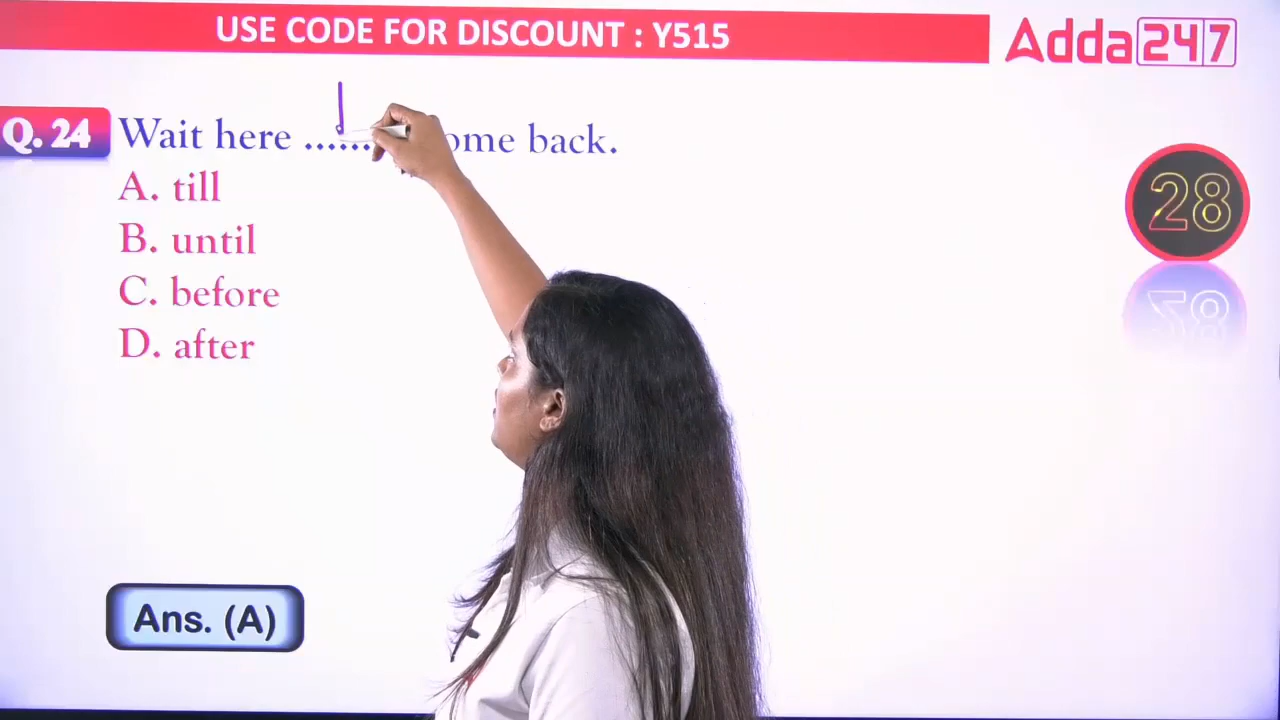 USE CODE FOR DISCOUNT : Y515
Adda247
Q. 24 Wait here ...... ome back.
A. till
B. until
C. before
D. after
28
Ans. (A)